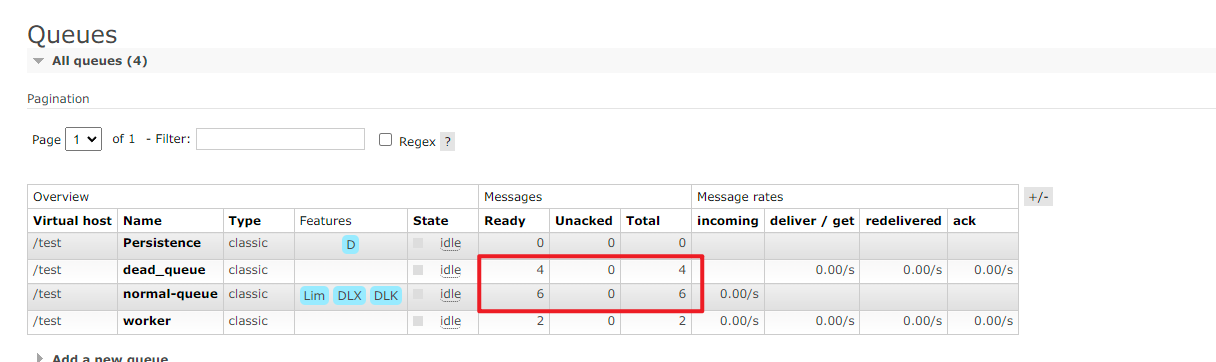 Queues
All queues (4)
Pagination
Page 1 of 1 - Filter: Regex ?
Overview Messages Message rates +/-
Virtual host Name Type Features State Ready Unacked Total incoming deliver / get redelivered ack
/test Persistence classic D idle 0 0 0
/test dead_queue classic idle 4 0 4 0.00/s 0.00/s 0.00/s
/test normal-queue classic Lim DLX DLK idle 6 0 6 0.00/s
/test worker classic idle 2 0 2 0.00/s 0.00/s 0.00/s 0.00/s
Add a new queue